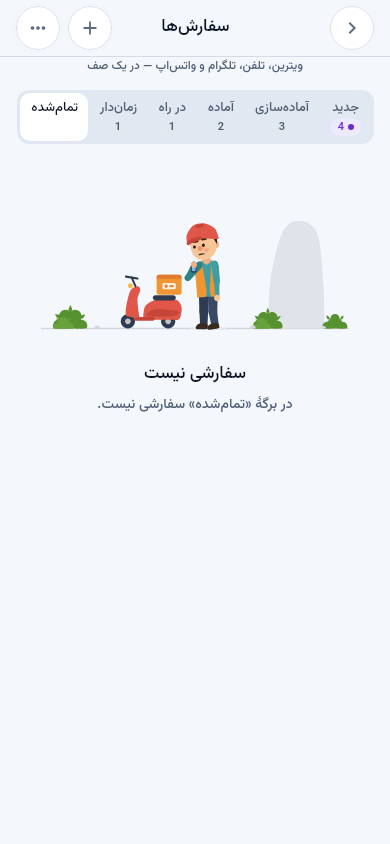 سفارش‌ها
ویترین، تلفن، تلگرام و واتس‌اپ — در یک صف
جدید آماده‌سازی آماده در راه زمان‌دار تمام‌شده
4 3 2 1 1
سفارشی نیست
در برگهٔ «تمام‌شده» سفارشی نیست.